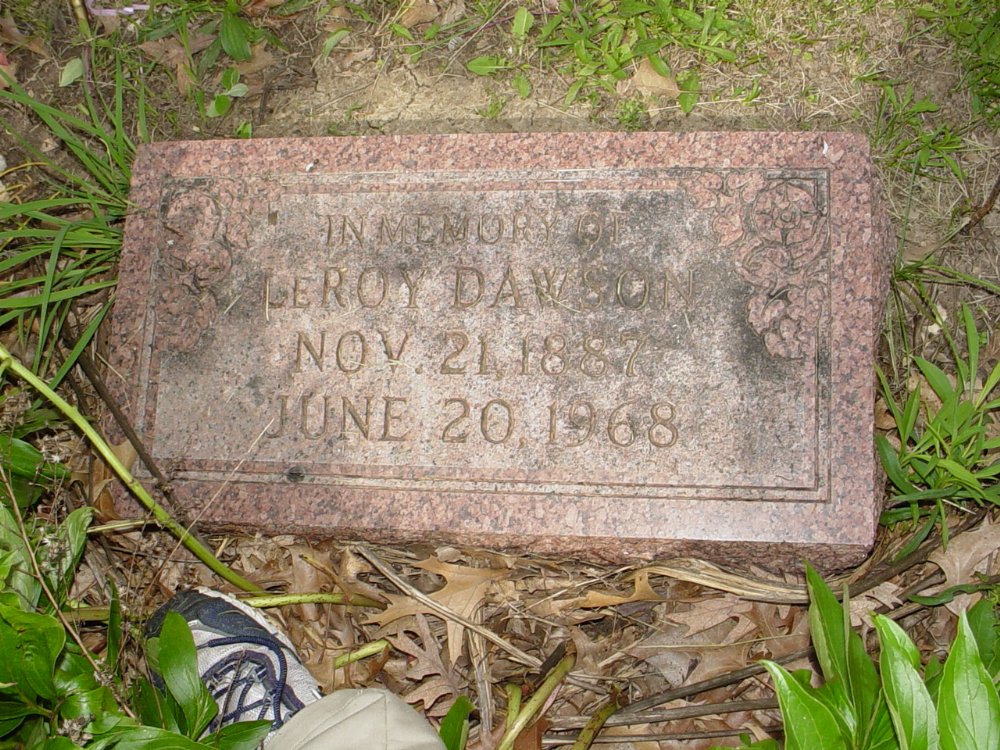 IN MEMORY OF
LeROY DAWSON
NOV. 21, 1887
JUNE 20, 1968